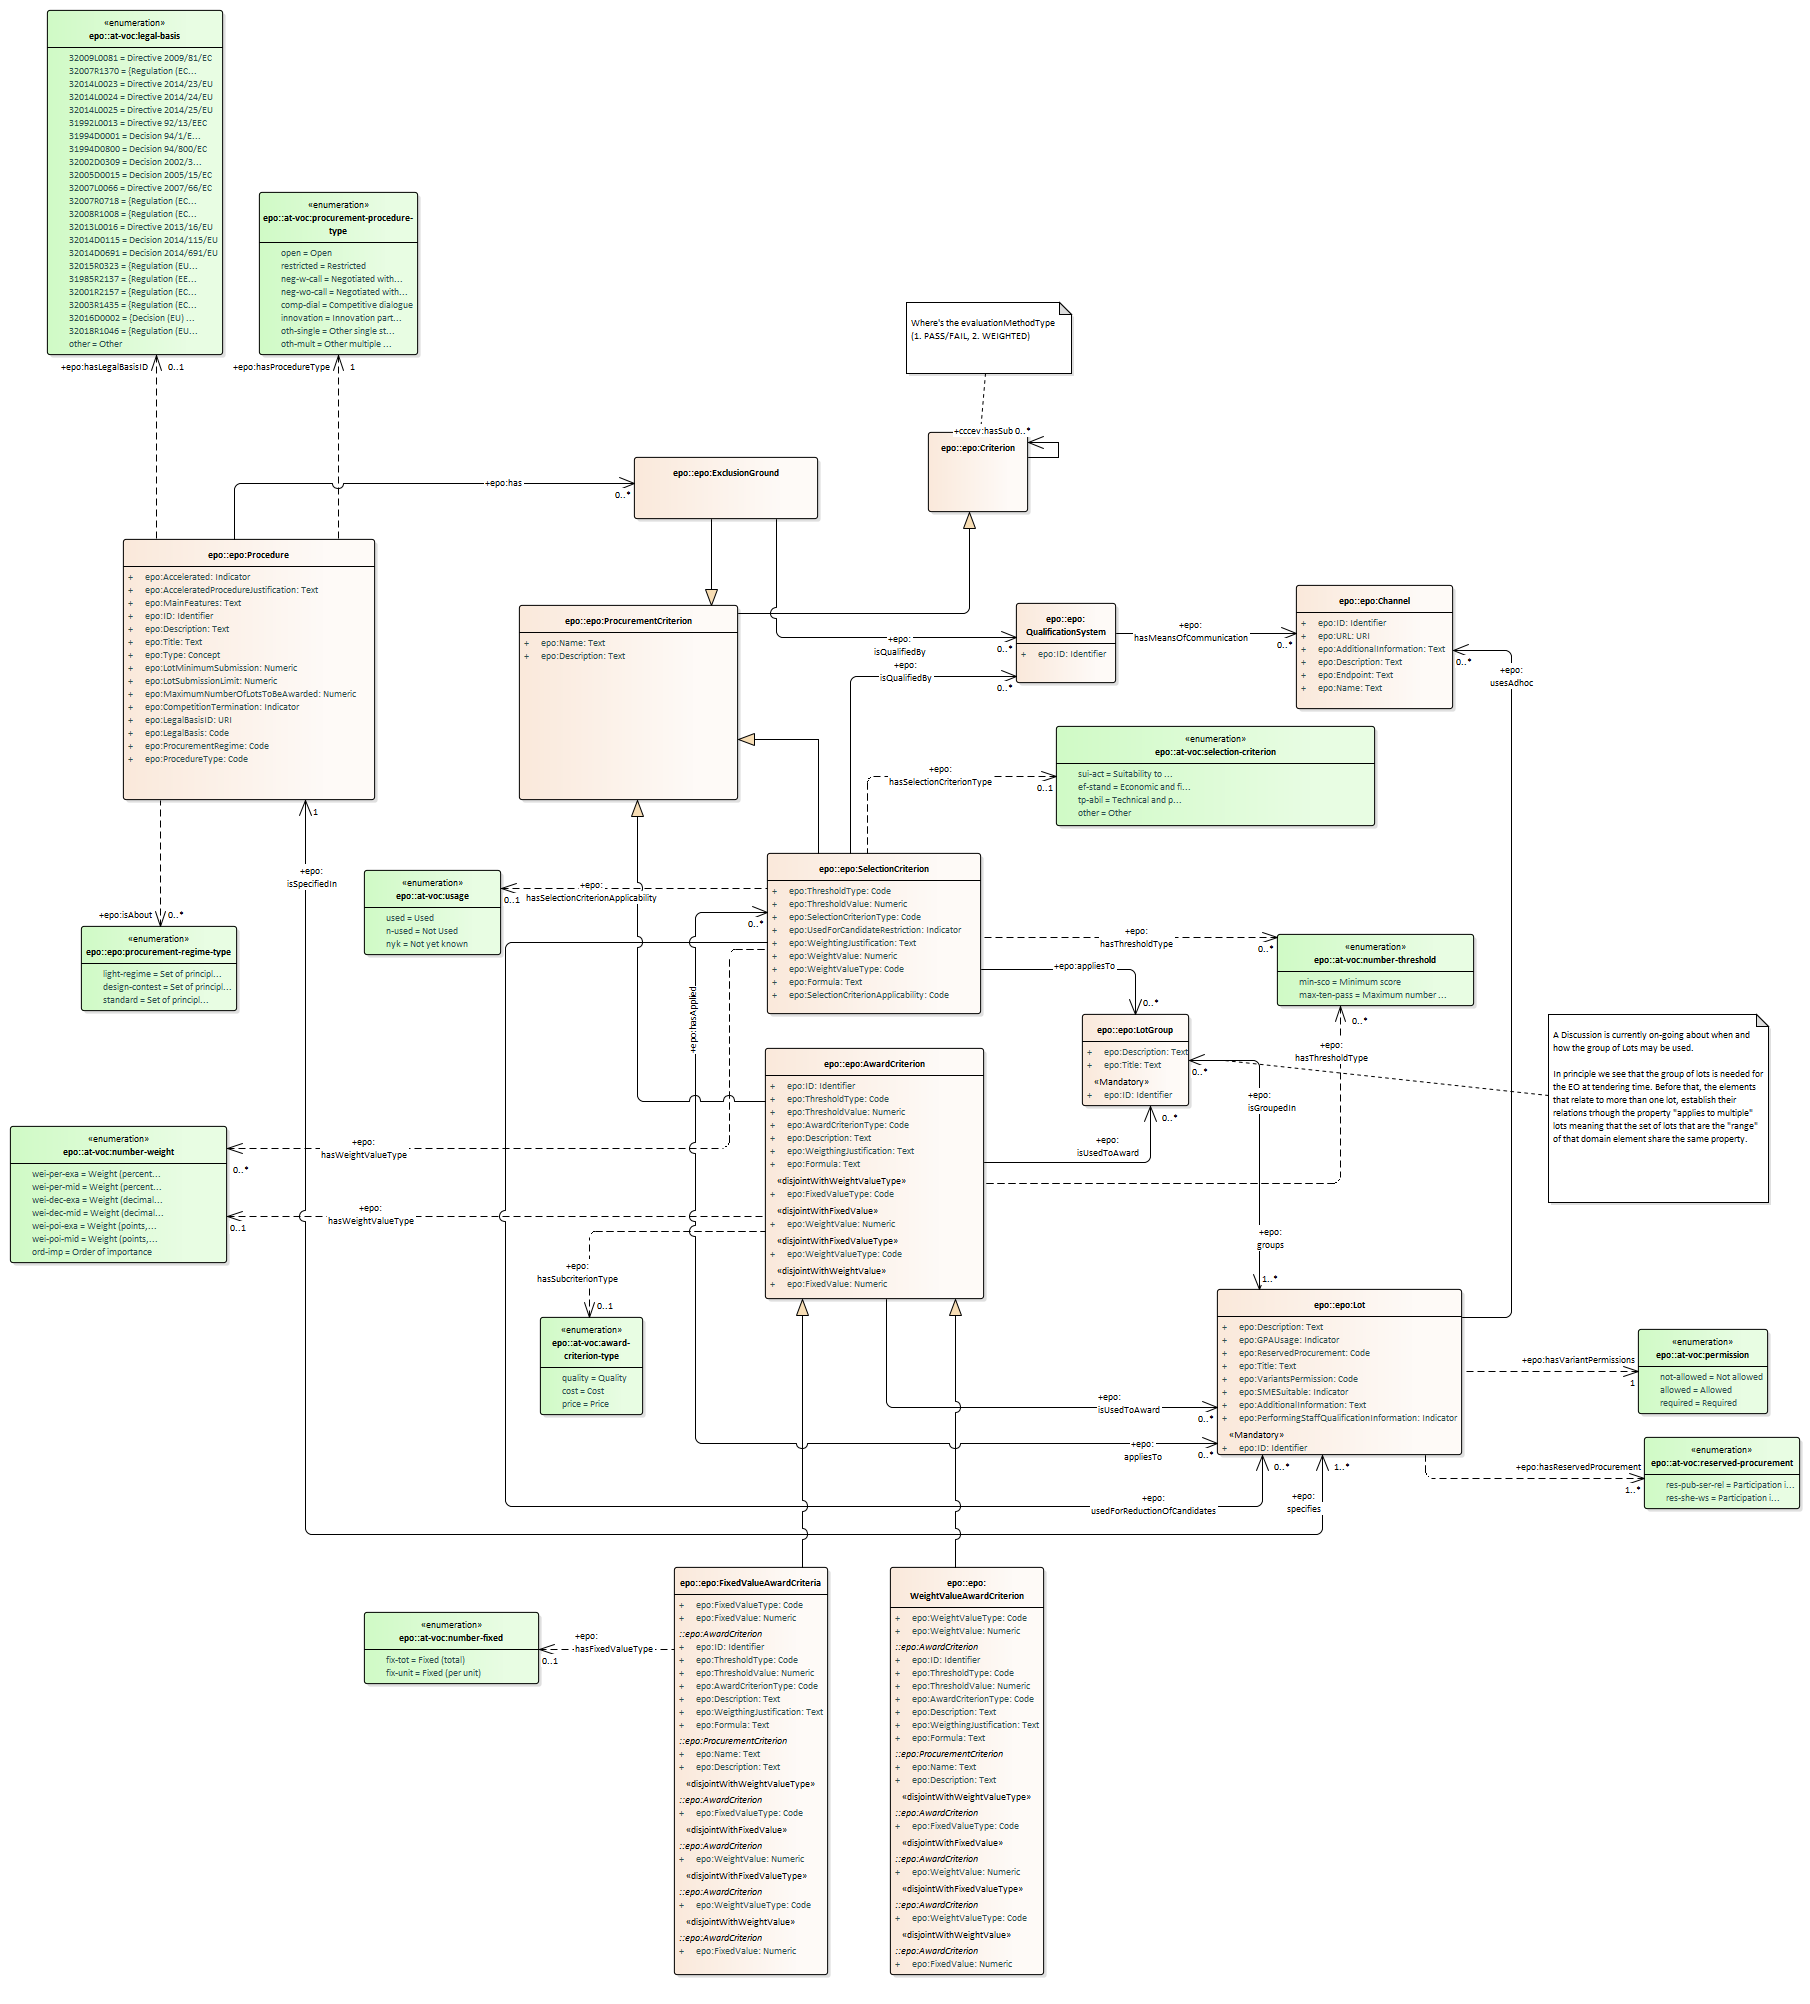 «enumeration»
epo::at-voc:legal-basis
32009L0081 = Directive 2009/81/EC
32007R1370 = {Regulation (EC...
32014L0023 = Directive 2014/23/EU
32014L0024 = Directive 2014/24/EU
32014L0025 = Directive 2014/25/EU
31992L0013 = Directive 92/13/EEC
31994D0001 = Decision 94/1/E...
31994D0800 = Decision 94/800/EC
32002D0309 = Decision 2002/3...
32005D0015 = Decision 2005/15/EC
32007L0066 = Directive 2007/66/EC
32007R0718 = {Regulation (EC...
32008R1008 = {Regulation (EC...
32013L0016 = Directive 2013/16/EU
32014D0115 = Decision 2014/115/EU
32014D0691 = Decision 2014/691/EU
32015R0323 = {Regulation (EU...
31985R2137 = {Regulation (EE...
32001R2157 = {Regulation (EC...
32003R1435 = {Regulation (EC...
32016D0002 = {Decision (EU) ...
32018R1046 = {Regulation (EU...
other = Other
+epo:hasLegalBasisID 0..1
«enumeration»
epo::at-voc:procurement-procedure-
type
open = Open
restricted = Restricted
neg-w-call = Negotiated with...
neg-wo-call = Negotiated with...
comp-dial = Competitive dialogue
innovation = Innovation part...
oth-single = Other single st...
oth-mult = Other multiple ...
+epo:hasProcedureType 1
Where's the evaluationMethodType
(1. PASS/FAIL, 2. WEIGHTED)
+cccev:hasSub 0..*
epo::epo:Criterion
epo::epo:ExclusionGround
+epo:has
0..*
epo::epo:Procedure
+ epo:Accelerated: Indicator
+ epo:AcceleratedProcedureJustification: Text
+ epo:MainFeatures: Text
+ epo:ID: Identifier
+ epo:Description: Text
+ epo:Title: Text
+ epo:Type: Concept
+ epo:LotMinimumSubmission: Numeric
+ epo:LotSubmissionLimit: Numeric
+ epo:MaximumNumberOfLotsToBeAwarded: Numeric
+ epo:CompetitionTermination: Indicator
+ epo:LegalBasisID: URI
+ epo:LegalBasis: Code
+ epo:ProcurementRegime: Code
+ epo:ProcedureType: Code
epo::epo:ProcurementCriterion
+ epo:Name: Text
+ epo:Description: Text
+epo:
isQualifiedBy
0..*
+epo:
isQualifiedBy
0..*
epo::epo:
QualificationSystem
+ epo:ID: Identifier
+epo:
hasMeansOfCommunication
0..*
epo::epo:Channel
+ epo:ID: Identifier
+ epo:URL: URI
+ epo:AdditionalInformation: Text
+ epo:Description: Text
+ epo:Endpoint: Text
+ epo:Name: Text
0..*
+epo:
usesAdhoc
«enumeration»
epo::at-voc:selection-criterion
sui-act = Suitability to ...
ef-stand = Economic and fi...
tp-abil = Technical and p...
other = Other
+epo:
hasSelectionCriterionType
0..1
1
+epo:
isSpecifiedIn
+epo:isAbout 0..*
«enumeration»
epo::epo:procurement-regime-type
light-regime = Set of principl...
design-contest = Set of principl...
standard = Set of principl...
«enumeration»
epo::at-voc:usage
used = Used
n-used = Not Used
nyk = Not yet known
+epo:
hasSelectionCriterionApplicability
0..1
epo::epo:SelectionCriterion
+ epo:ThresholdType: Code
+ epo:ThresholdValue: Numeric
+ epo:SelectionCriterionType: Code
+ epo:UsedForCandidateRestriction: Indicator
+ epo:WeightingJustification: Text
+ epo:WeightValue: Numeric
+ epo:WeightValueType: Code
+ epo:Formula: Text
+ epo:SelectionCriterionApplicability: Code
0..*
+epo:hasApplied
+epo:
hasThresholdType
0..*
«enumeration»
epo::at-voc:number-threshold
min-sco = Minimum score
max-ten-pass = Maximum number ...
+epo:appliesTo
0..*
epo::epo:LotGroup
+ epo:Description: Text
+ epo:Title: Text
«Mandatory»
+ epo:ID: Identifier
0..*
0..*
+epo:
hasThresholdType
+epo:
isGroupedIn
0..*
+epo:
isUsedToAward
A Discussion is currently on-going about when and
how the group of Lots may be used.
In principle we see that the group of lots is needed for
the EO at tendering time. Before that, the elements
that relate to more than one lot, establish their
relations trhough the property "applies to multiple"
lots meaning that the set of lots that are the "range"
of that domain element share the same property.
epo::epo:AwardCriterion
+ epo:ID: Identifier
+ epo:ThresholdType: Code
+ epo:ThresholdValue: Numeric
+ epo:AwardCriterionType: Code
+ epo:Description: Text
+ epo:WeigthingJustification: Text
+ epo:Formula: Text
«disjointWithWeightValueType»
+ epo:FixedValueType: Code
«disjointWithFixedValue»
+ epo:WeightValue: Numeric
«disjointWithFixedValueType»
+ epo:WeightValueType: Code
«disjointWithWeightValue»
+ epo:FixedValue: Numeric
«enumeration»
epo::at-voc:number-weight
wei-per-exa = Weight (percent...
wei-per-mid = Weight (percent...
wei-dec-exa = Weight (decimal...
wei-dec-mid = Weight (decimal...
wei-poi-exa = Weight (points,...
wei-poi-mid = Weight (points,...
ord-imp = Order of importance
+epo:
hasWeightValueType
0..*
+epo:
hasWeightValueType
0..1
+epo:
hasSubcriterionType
0..1
«enumeration»
epo::at-voc:award-
criterion-type
quality = Quality
cost = Cost
price = Price
+epo:
groups
1..*
epo::epo:Lot
+ epo:Description: Text
+ epo:GPAUsage: Indicator
+ epo:ReservedProcurement: Code
+ epo:Title: Text
+ epo:VariantsPermission: Code
+ epo:SMESuitable: Indicator
+ epo:AdditionalInformation: Text
+ epo:PerformingStaffQualificationInformation: Indicator
«Mandatory»
+ epo:ID: Identifier
+epo:hasVariantPermissions
1
«enumeration»
epo::at-voc:permission
not-allowed = Not allowed
allowed = Allowed
required = Required
+epo:hasReservedProcurement
1..*
«enumeration»
epo::at-voc:reserved-procurement
res-pub-ser-rel = Participation i...
res-she-ws = Participation i...
+epo:
isUsedToAward
0..*
+epo:
appliesTo
0..*
0..*
1..*
+epo:
usedForReductionOfCandidates
+epo:
specifies
«enumeration»
epo::at-voc:number-fixed
fix-tot = Fixed (total)
fix-unit = Fixed (per unit)
+epo:
hasFixedValueType
0..1
epo::epo:FixedValueAwardCriteria
+ epo:FixedValueType: Code
+ epo:FixedValue: Numeric
::epo:AwardCriterion
+ epo:ID: Identifier
+ epo:ThresholdType: Code
+ epo:ThresholdValue: Numeric
+ epo:AwardCriterionType: Code
+ epo:Description: Text
+ epo:WeigthingJustification: Text
+ epo:Formula: Text
::epo:ProcurementCriterion
+ epo:Name: Text
+ epo:Description: Text
«disjointWithWeightValueType»
::epo:AwardCriterion
+ epo:FixedValueType: Code
«disjointWithFixedValue»
::epo:AwardCriterion
+ epo:WeightValue: Numeric
«disjointWithFixedValueType»
::epo:AwardCriterion
+ epo:WeightValueType: Code
«disjointWithWeightValue»
::epo:AwardCriterion
+ epo:FixedValue: Numeric
epo::epo:
WeightValueAwardCriterion
+ epo:WeightValueType: Code
+ epo:WeightValue: Numeric
::epo:AwardCriterion
+ epo:ID: Identifier
+ epo:ThresholdType: Code
+ epo:ThresholdValue: Numeric
+ epo:AwardCriterionType: Code
+ epo:Description: Text
+ epo:WeigthingJustification: Text
+ epo:Formula: Text
::epo:ProcurementCriterion
+ epo:Name: Text
+ epo:Description: Text
«disjointWithWeightValueType»
::epo:AwardCriterion
+ epo:FixedValueType: Code
«disjointWithFixedValue»
::epo:AwardCriterion
+ epo:WeightValue: Numeric
«disjointWithFixedValueType»
::epo:AwardCriterion
+ epo:WeightValueType: Code
«disjointWithWeightValue»
::epo:AwardCriterion
+ epo:FixedValue: Numeric